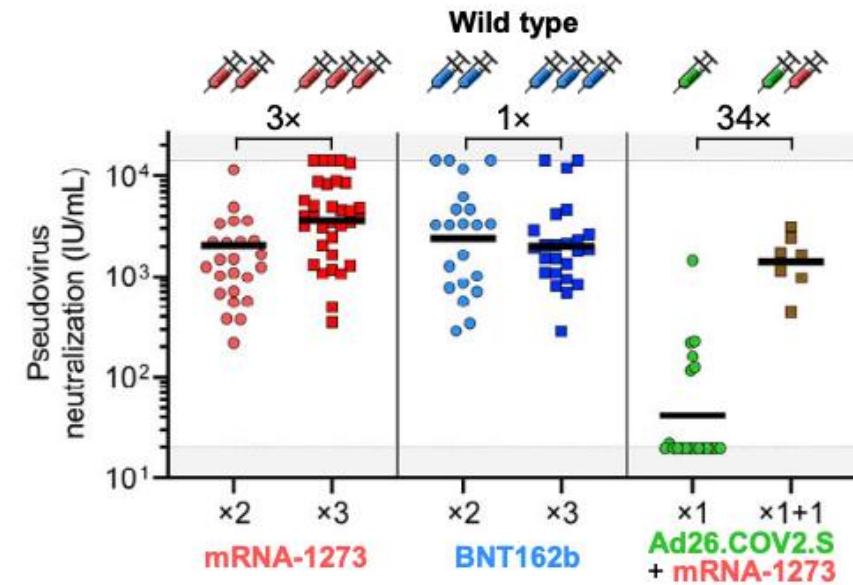 Wild type
3×
1×
34×
Pseudovirus
neutralization (IU/mL)
10⁴
10³
10²
10¹
×2
×3
×2
×3
×1
×1+1
mRNA-1273
BNT162b
Ad26.COV2.S
+ mRNA-1273